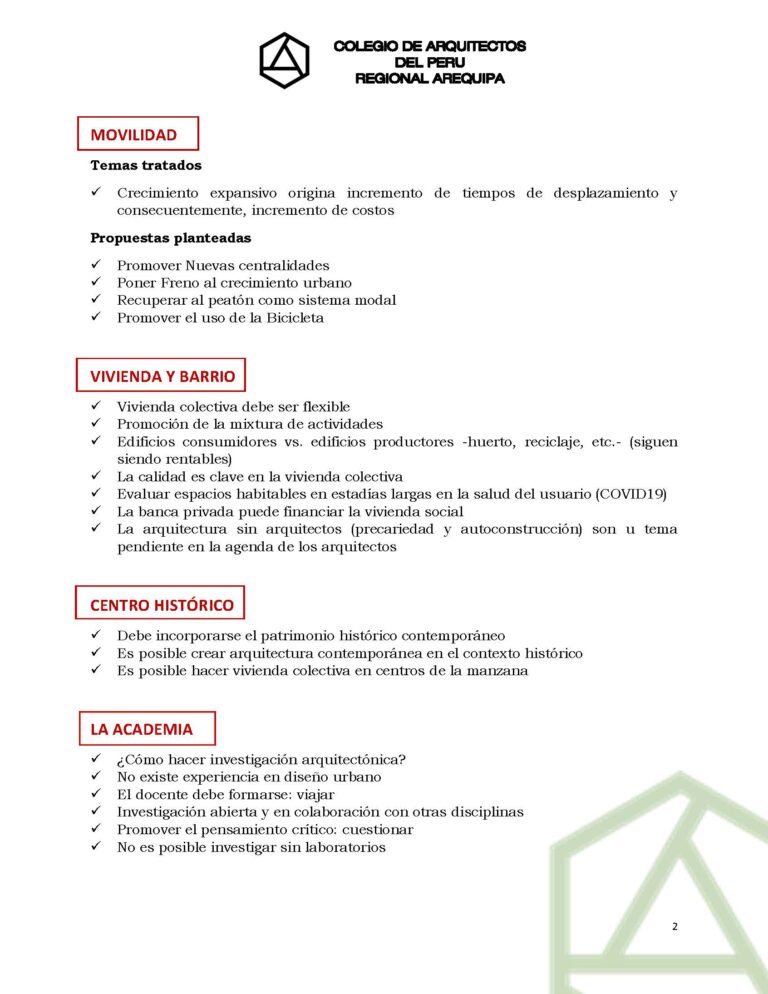 COLEGIO DE ARQUITECTOS
DEL PERU
REGIONAL AREQUIPA
MOVILIDAD
Temas tratados
✓ Crecimiento expansivo origina incremento de tiempos de desplazamiento y
consecuentemente, incremento de costos
Propuestas planteadas
✓ Promover Nuevas centralidades
✓ Poner Freno al crecimiento urbano
✓ Recuperar al peatón como sistema modal
✓ Promover el uso de la Bicicleta
VIVIENDA Y BARRIO
✓ Vivienda colectiva debe ser flexible
✓ Promoción de la mixtura de actividades
✓ Edificios consumidores vs. edificios productores -huerto, reciclaje, etc.- (siguen
siendo rentables)
✓ La calidad es clave en la vivienda colectiva
✓ Evaluar espacios habitables en estadías largas en la salud del usuario (COVID19)
✓ La banca privada puede financiar la vivienda social
✓ La arquitectura sin arquitectos (precariedad y autoconstrucción) son u tema
pendiente en la agenda de los arquitectos
CENTRO HISTÓRICO
✓ Debe incorporarse el patrimonio histórico contemporáneo
✓ Es posible crear arquitectura contemporánea en el contexto histórico
✓ Es posible hacer vivienda colectiva en centros de la manzana
LA ACADEMIA
✓ ¿Cómo hacer investigación arquitectónica?
✓ No existe experiencia en diseño urbano
✓ El docente debe formarse: viajar
✓ Investigación abierta y en colaboración con otras disciplinas
✓ Promover el pensamiento crítico: cuestionar
✓ No es posible investigar sin laboratorios
2